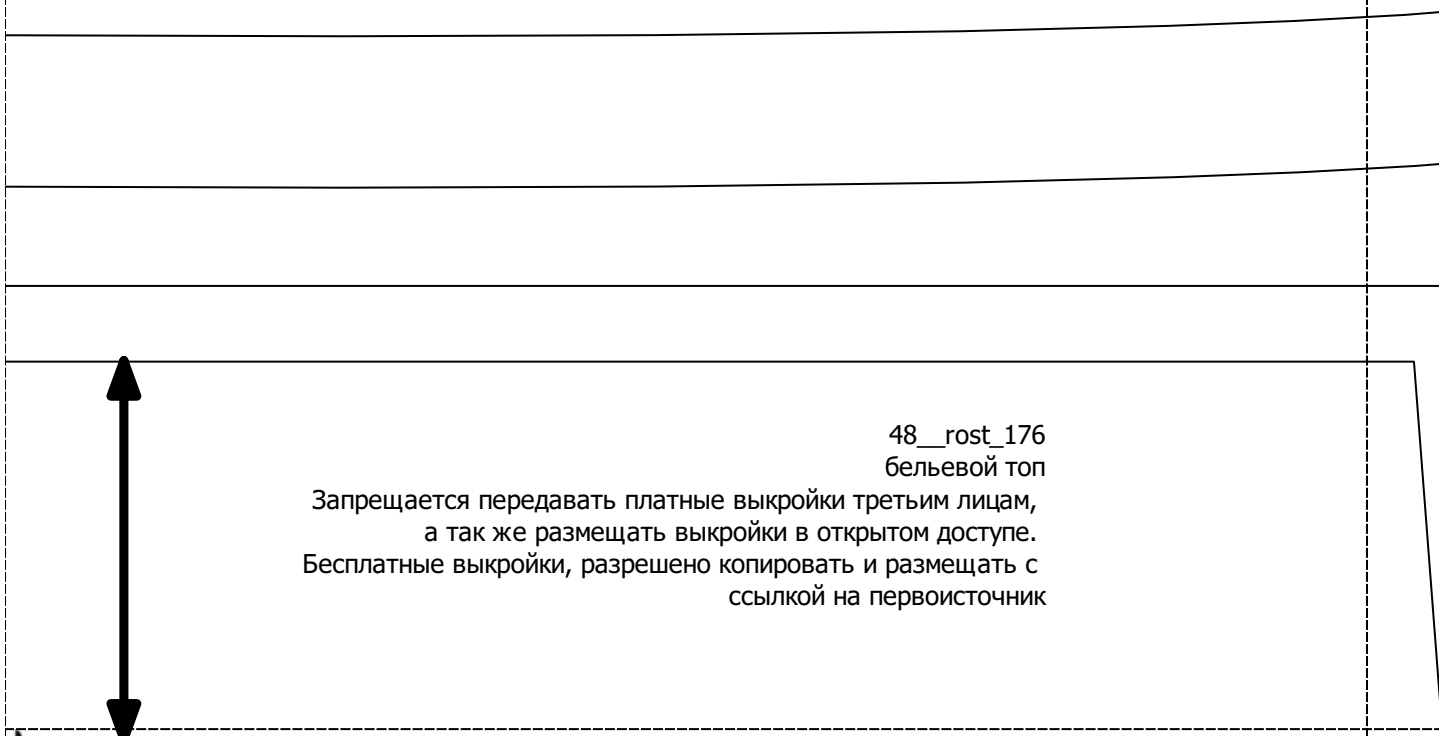 48__rost_176
бельевой топ
Запрещается передавать платные выкройки третьим лицам,
а так же размещать выкройки в открытом доступе.
Бесплатные выкройки, разрешено копировать и размещать с
ссылкой на первоисточник